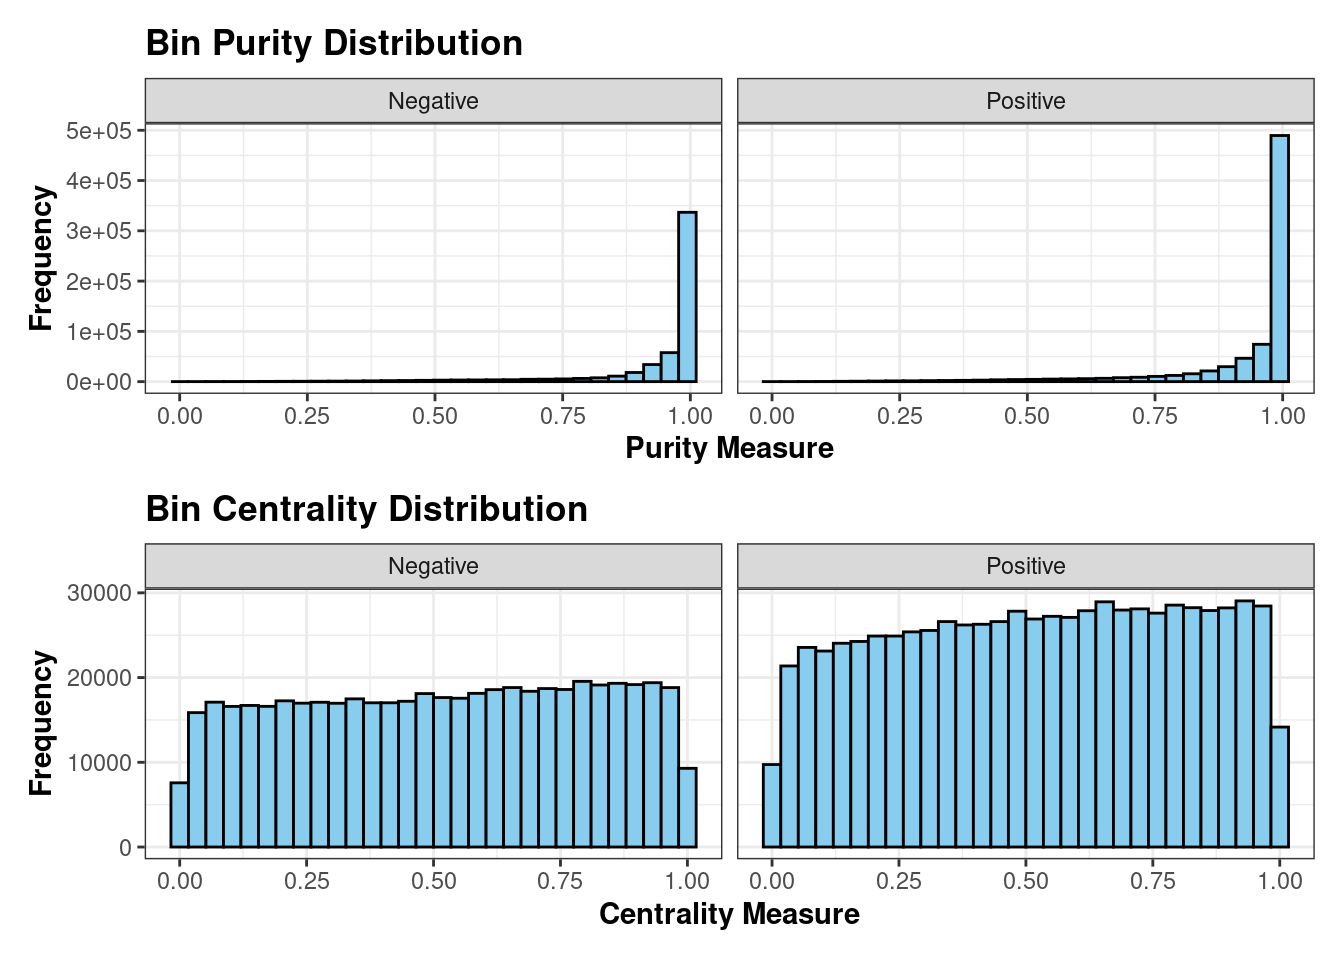 Bin Purity Distribution
Negative
Positive
Frequency
5e+05
4e+05
3e+05
2e+05
1e+05
0e+00
0.00 0.25 0.50 0.75 1.00
0.00 0.25 0.50 0.75 1.00
Purity Measure
Bin Centrality Distribution
Negative
Positive
Frequency
30000
20000
10000
0
0.00 0.25 0.50 0.75 1.00
0.00 0.25 0.50 0.75 1.00
Centrality Measure